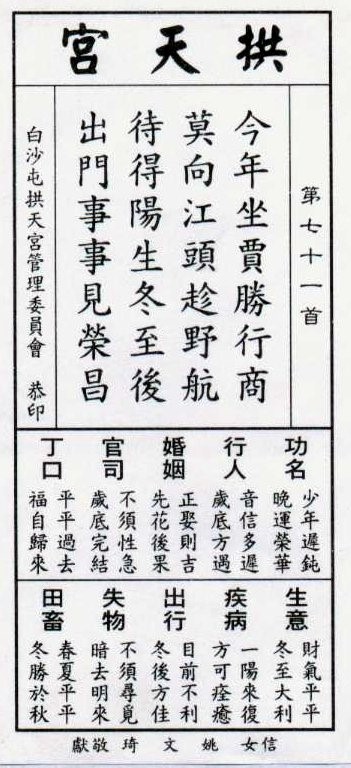 拱天宮
第七十一首
今年坐賈勝行商
莫向江頭趁野航
待得陽生冬至後
出門事事見榮昌
白沙屯拱天宮管理委員會　恭印
功名
少年遲鈍
晚運榮華
行人
音信多遲
歲底方遇
婚姻
正娶則吉
先花後果
官司
不須性急
歲底完結
丁口
平平過去
福自歸來
生意
財氣平平
冬至大利
疾病
一陽來復
方可痊癒
出行
目前不利
冬後方佳
失物
不須尋覓
暗去明來
田畜
春夏平平
冬勝於秋
信女　姚　文　琦　敬獻